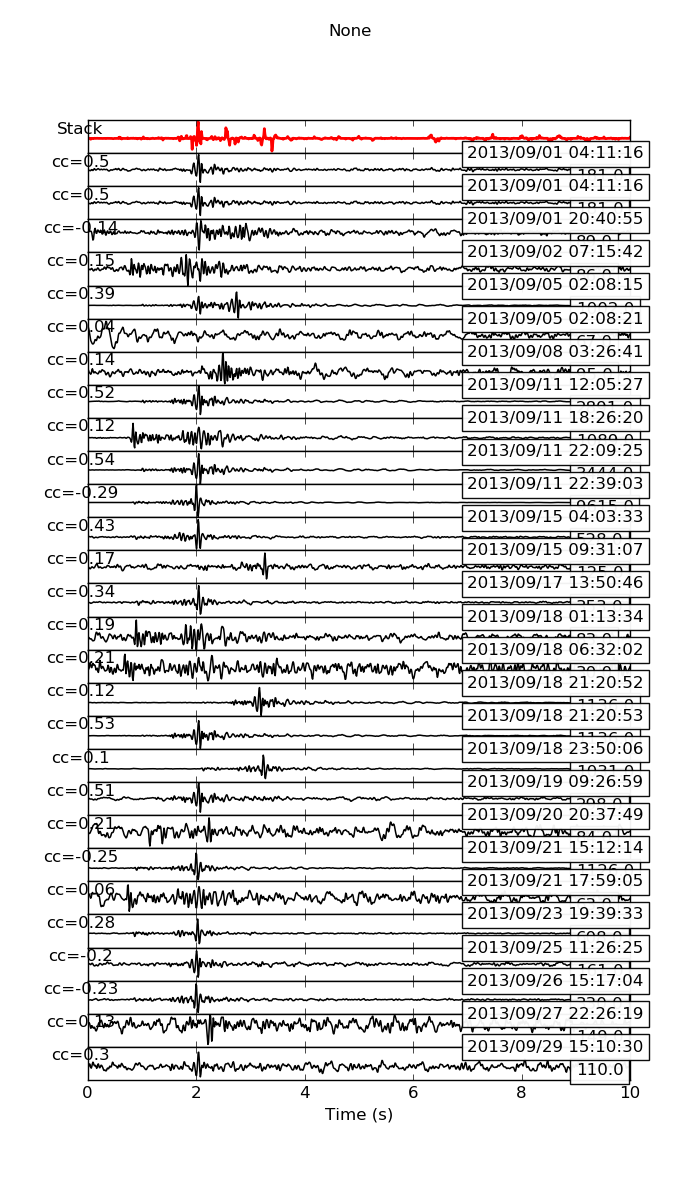 None
Stack
cc=0.5 2013/09/01 04:11:16
cc=0.5 2013/09/01 04:11:16
cc=-0.14 2013/09/01 20:40:55
cc=0.15 2013/09/02 07:15:42
cc=0.39 2013/09/05 02:08:15
cc=0.04 2013/09/05 02:08:21
cc=0.14 2013/09/08 03:26:41
cc=0.52 2013/09/11 12:05:27
cc=0.12 2013/09/11 18:26:20
cc=0.54 2013/09/11 22:09:25
cc=-0.29 2013/09/11 22:39:03
cc=0.43 2013/09/15 04:03:33
cc=0.17 2013/09/15 09:31:07
cc=0.34 2013/09/17 13:50:46
cc=0.19 2013/09/18 01:13:34
cc=0.21 2013/09/18 06:32:02
cc=0.12 2013/09/18 21:20:52
cc=0.53 2013/09/18 21:20:53
cc=0.1 2013/09/18 23:50:06
cc=0.51 2013/09/19 09:26:59
cc=0.21 2013/09/20 20:37:49
cc=-0.25 2013/09/21 15:12:14
cc=0.06 2013/09/21 17:59:05
cc=0.28 2013/09/23 19:39:33
cc=-0.2 2013/09/25 11:26:25
cc=-0.23 2013/09/26 15:17:04
cc=0.13 2013/09/27 22:26:19
cc=0.3 2013/09/29 15:10:30
110.0
0 2 4 6 8 10
Time (s)